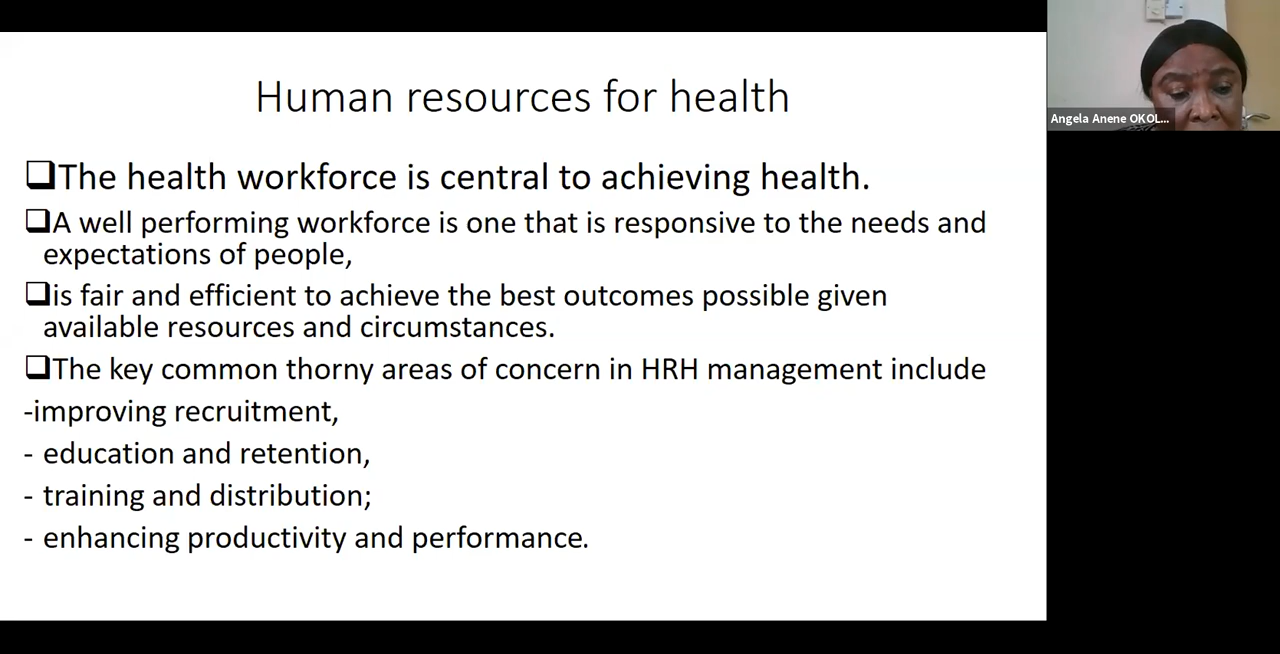 Human resources for health
❑The health workforce is central to achieving health.
❑A well performing workforce is one that is responsive to the needs and
expectations of people,
❑is fair and efficient to achieve the best outcomes possible given
available resources and circumstances.
❑The key common thorny areas of concern in HRH management include
-improving recruitment,
- education and retention,
- training and distribution;
- enhancing productivity and performance.
Angela Anene OKOL...